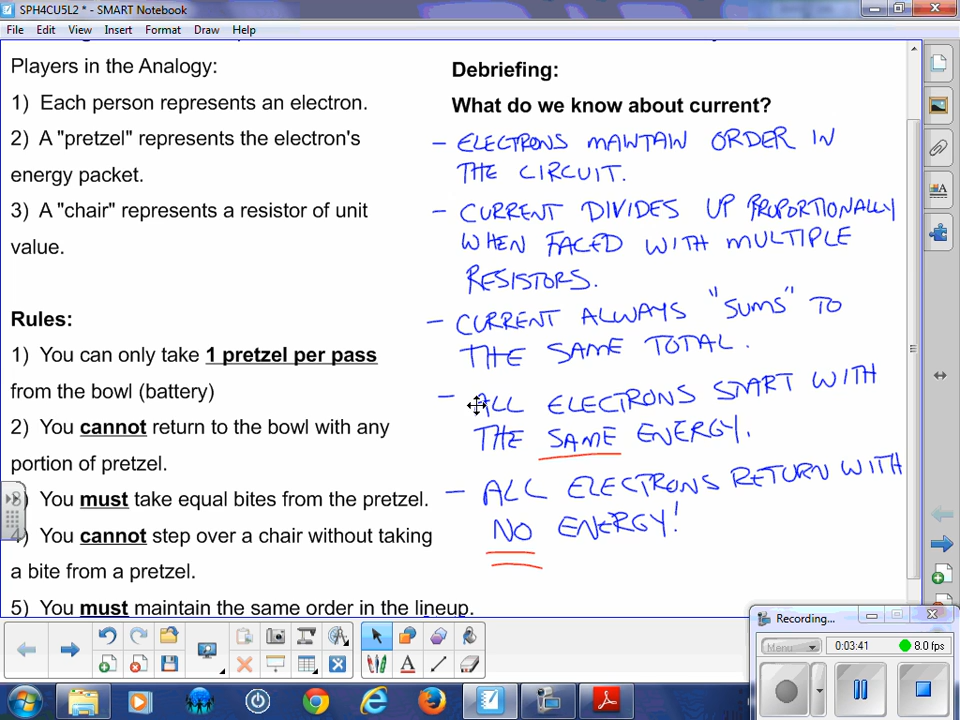 SPH4CU5L2 * - SMART Notebook
File Edit View Insert Format Draw Help
Players in the Analogy:
1) Each person represents an electron.
2) A "pretzel" represents the electron's
energy packet.
3) A "chair" represents a resistor of unit
value.
Rules:
1) You can only take 1 pretzel per pass
from the bowl (battery)
2) You cannot return to the bowl with any
portion of pretzel.
3) You must take equal bites from the pretzel.
4) You cannot step over a chair without taking
a bite from a pretzel.
5) You must maintain the same order in the lineup.
Debriefing:
What do we know about current?
- ELECTRONS MAINTAIN ORDER IN
THE CIRCUIT.
- CURRENT DIVIDES UP PROPORTIONALLY
WHEN FACED WITH MULTIPLE
RESISTORS.
- CURRENT ALWAYS "SUMS" TO
THE SAME TOTAL.
- ALL ELECTRONS START WITH
THE SAME ENERGY.
- ALL ELECTRONS RETURN WITH
NO ENERGY!
Recording...
Menu 0:03:41 8.0 fps